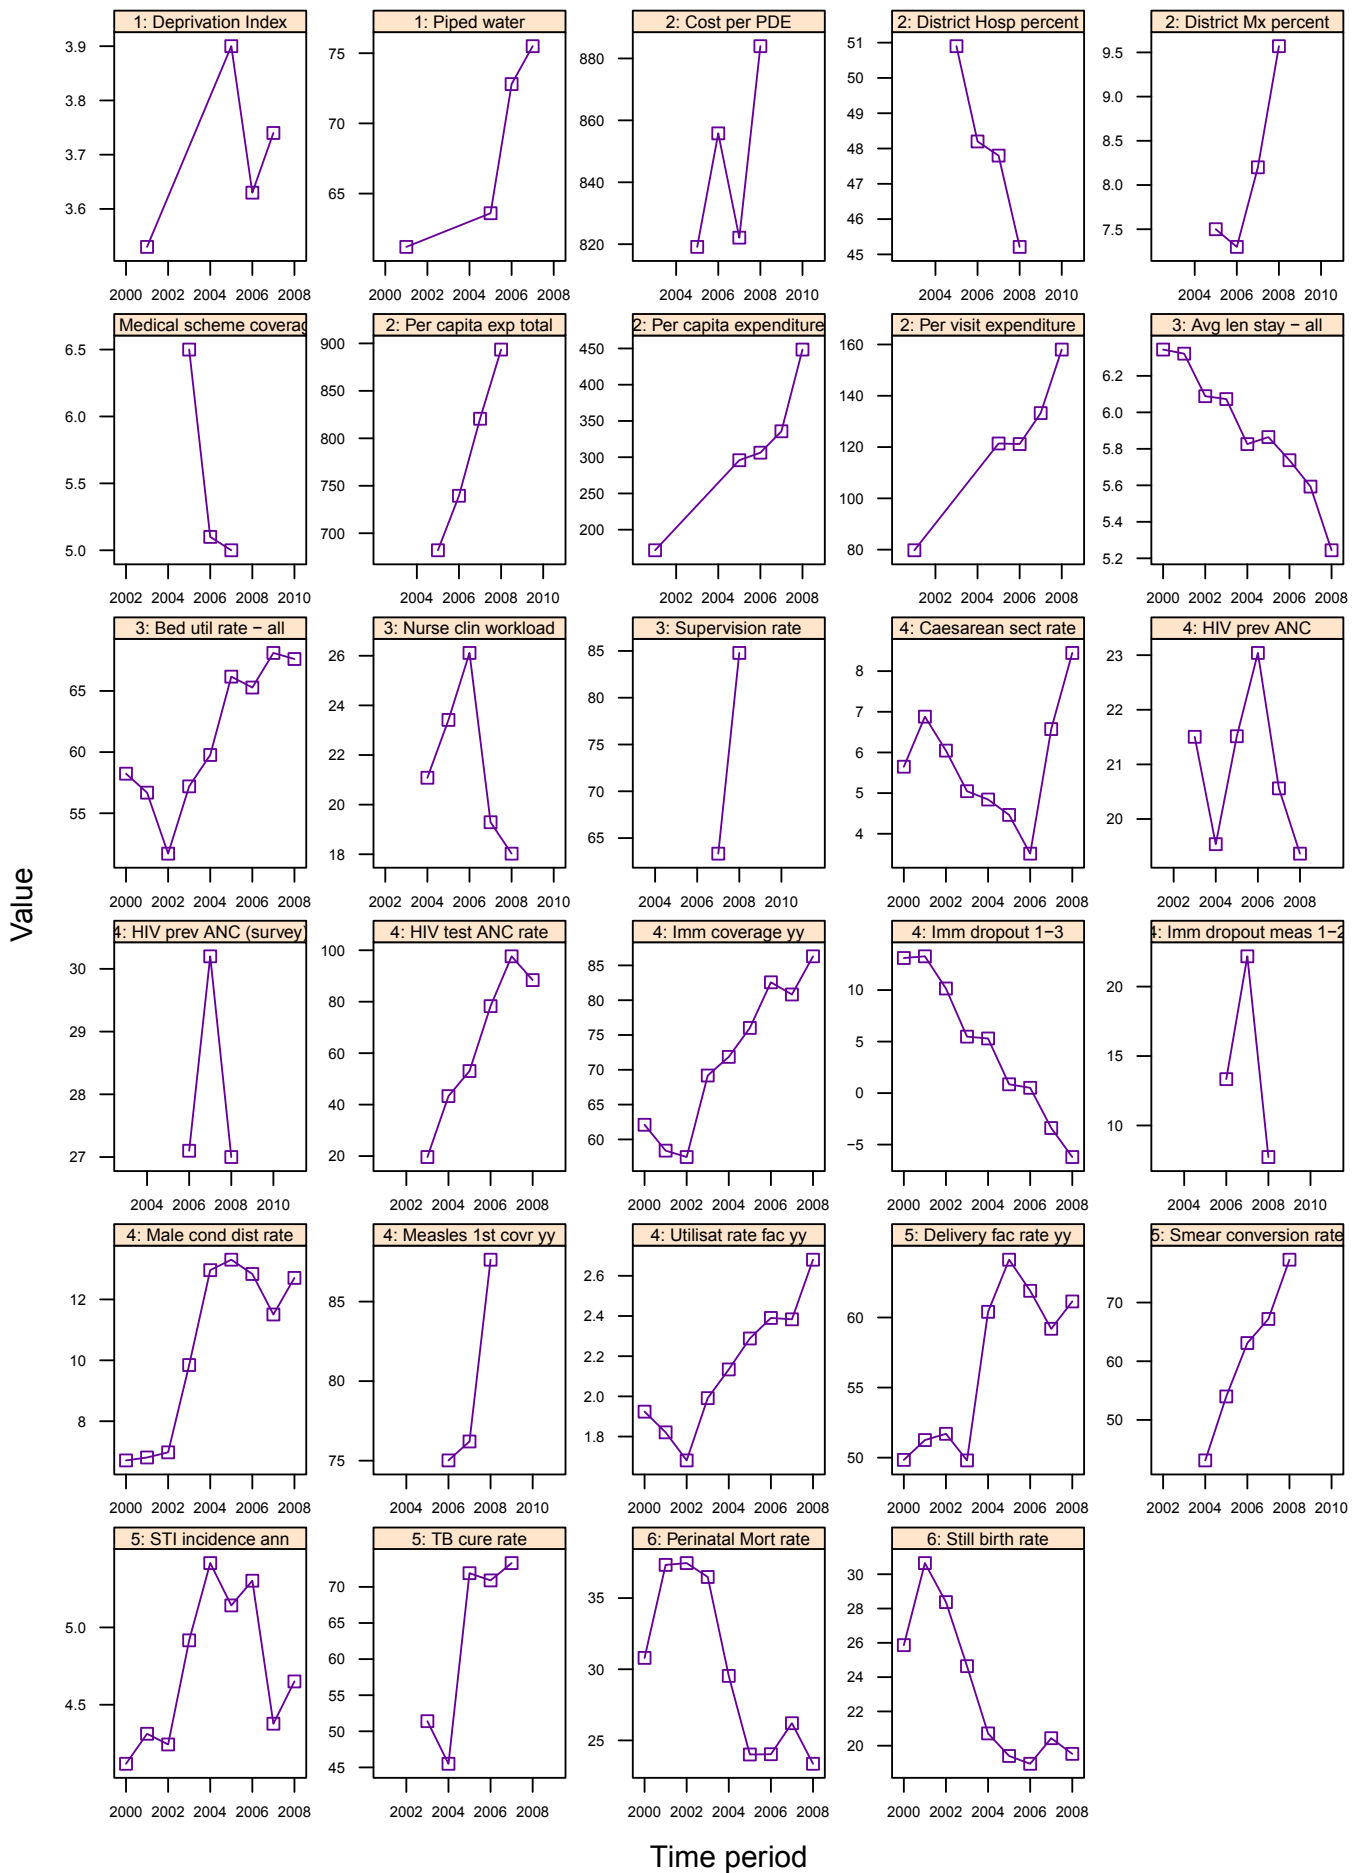 1: Deprivation Index
3.9
3.8
3.7
3.6
2000 2002 2004 2006 2008
1: Piped water
75
70
65
2000 2002 2004 2006 2008
2: Cost per PDE
880
860
840
820
2004 2006 2008 2010
2: District Hosp percent
51
50
49
48
47
46
45
2004 2006 2008 2010
2: District Mx percent
9.5
9.0
8.5
8.0
7.5
2004 2006 2008 2010
Medical scheme coverag
6.5
6.0
5.5
5.0
2002 2004 2006 2008 2010
2: Per capita exp total
900
850
800
750
700
2004 2006 2008 2010
2: Per capita expenditure
450
400
350
300
250
200
2002 2004 2006 2008
2: Per visit expenditure
160
140
120
100
80
2002 2004 2006 2008
3: Avg len stay − all
6.2
6.0
5.8
5.6
5.4
5.2
2000 2002 2004 2006 2008
3: Bed util rate − all
65
60
55
2000 2002 2004 2006 2008
3: Nurse clin workload
26
24
22
20
18
2002 2004 2006 2008 2010
3: Supervision rate
85
80
75
70
65
2004 2006 2008 2010
4: Caesarean sect rate
8
7
6
5
4
2000 2002 2004 2006 2008
4: HIV prev ANC
23
22
21
20
2002 2004 2006 2008
4: HIV prev ANC (survey)
30
29
28
27
2004 2006 2008 2010
4: HIV test ANC rate
100
80
60
40
20
2002 2004 2006 2008
4: Imm coverage yy
85
80
75
70
65
60
2000 2002 2004 2006 2008
4: Imm dropout 1−3
10
5
0
−5
2000 2002 2004 2006 2008
4: Imm dropout meas 1−2
20
15
10
2004 2006 2008 2010
4: Male cond dist rate
12
10
8
2000 2002 2004 2006 2008
4: Measles 1st covr yy
85
80
75
2004 2006 2008 2010
4: Utilisat rate fac yy
2.6
2.4
2.2
2.0
1.8
2000 2002 2004 2006 2008
5: Delivery fac rate yy
60
55
50
2000 2002 2004 2006 2008
5: Smear conversion rate
70
60
50
2002 2004 2006 2008 2010
5: STI incidence ann
5.0
4.5
2000 2002 2004 2006 2008
5: TB cure rate
70
65
60
55
50
45
2002 2004 2006 2008
6: Perinatal Mort rate
35
30
25
2000 2002 2004 2006 2008
6: Still birth rate
30
28
26
24
22
20
2000 2002 2004 2006 2008
Value
Time period